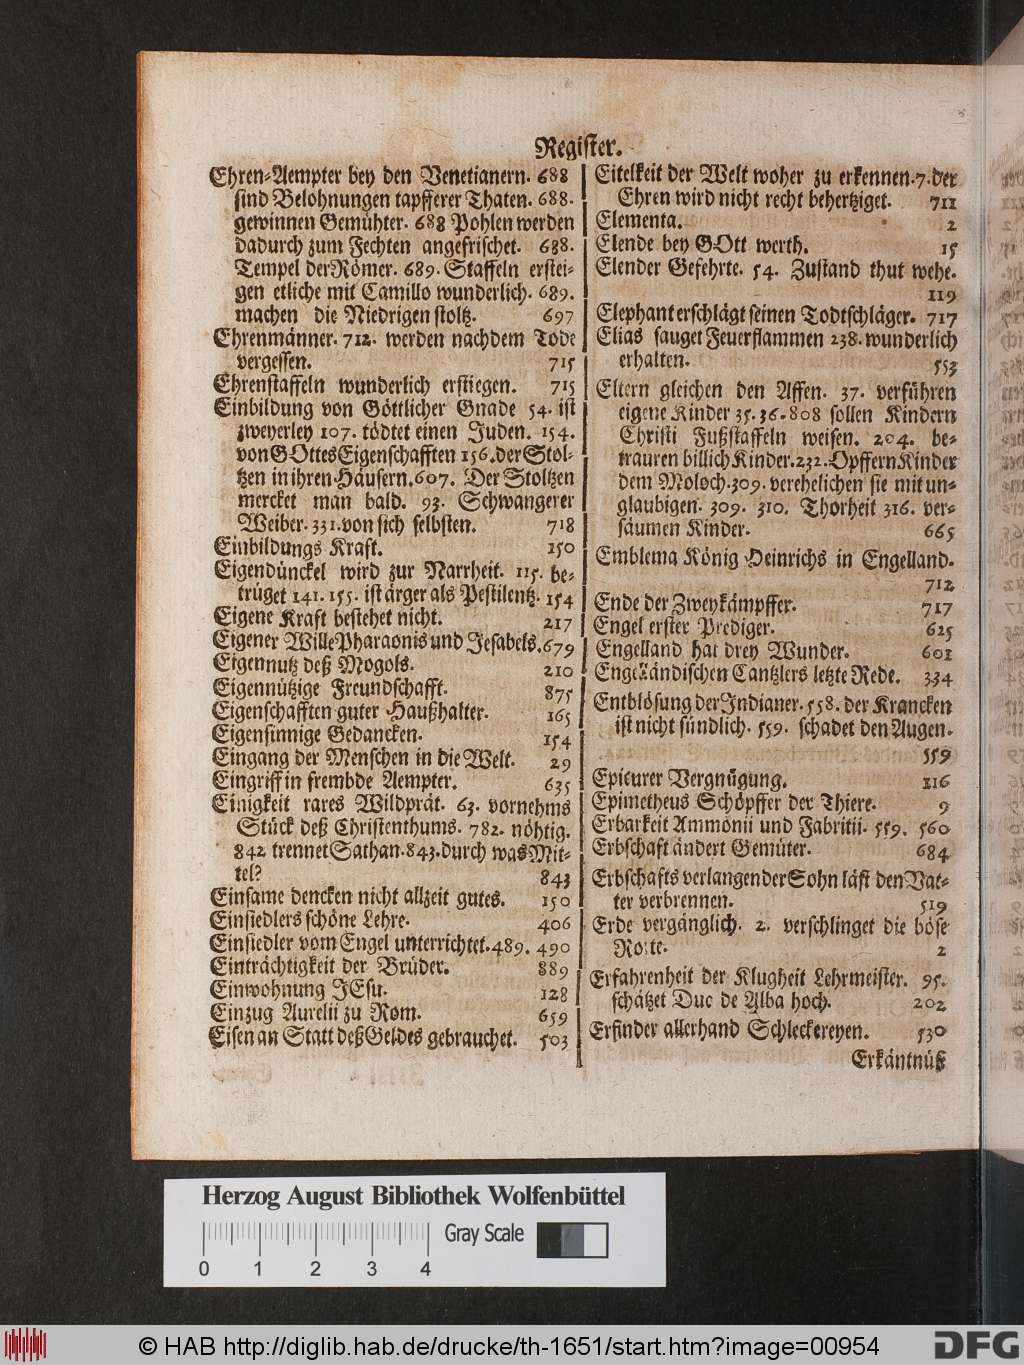 Register.
Ehren-Aempter bey den Venetianern. 688
sind Belohnungen tapfferer Thaten. 688.
gewinnen Gemühter. 688 Pohlen werden
dadurch zum Fechten angefrischet. 688.
Tempel der Römer. 689. Staffeln erstei-
gen etliche mit Camillo wunderlich. 689.
machen die Niedrigen stoltz. 697
Ehrenmänner. 712. werden nach dem Tode
vergessen. 715
Ehrenstaffeln wunderlich erstiegen. 715
Einbildung von Göttlicher Gnade 54. ist
zweyerley 107. tödtet einen Juden. 154.
von GOttes Eigenschafften 156. der Stol-
tzen in ihren Häusern. 607. Der Stoltzen
mercket man bald. 93. Schwangerer
Weiber. 331. von sich selbsten. 718
Einbildungs Kraft. 150
Eigendünckel wird zur Narrheit. 115. be-
trüget 141. 155. ist ärger als Pestilentz. 154
Eigene Kraft bestehet nicht. 217
Eigener Wille Pharaonis und Jesabels. 679
Eigennutz deß Mogols. 210
Eigennützige Freundschafft. 875
Eigenschafften guter Haußhalter. 165
Eigensinnige Gedancken. 154
Eingang der Menschen in die Welt. 29
Eingriff in frembde Aempter. 635
Einigkeit rares Wildprät. 63. vornehms
Stück deß Christenthums. 782. nöhtig.
842 trennet Sathan. 843. durch was Mit-
tel? 843
Einsame dencken nicht allzeit gutes. 150
Einsiedlers schöne Lehre. 406
Einsiedler vom Engel unterrichtet. 489. 490
Einträchtigkeit der Brüder. 889
Einwohnung JEsu. 128
Einzug Aurelii zu Rom. 659
Eisen an Statt deß Geldes gebrauchet. 503
Eitelkeit der Welt woher zu erkennen. 7. der
Ehren wird nicht recht behertziget. 711
Elementa. 2
Elende bey GOtt werth. 15
Elender Gefehrte. 54. Zustand thut wehe.
119
Elephant erschlägt seinen Todtschläger. 717
Elias sauget Feuerflammen 238. wunderlich
erhalten. 553
Eltern gleichen den Affen. 37. verführen
eigene Kinder 35. 36. 808 sollen Kindern
Christi Fußstaffeln weisen. 204. be-
trauren billich Kinder. 232. Opffern Kinder
dem Moloch. 309. verehelichen sie mit un-
glaubigen. 309. 310. Thorheit 316. ver-
säumen Kinder. 665
Emblema König Heinrichs in Engelland.
712
Ende der Zweykämpffer. 717
Engel erster Prediger. 625
Engelland hat drey Wunder. 601
Engelländischen Cantzlers letzte Rede. 334
Entblösung der Indianer. 558. der Krancken
ist nicht sündlich. 559. schadet den Augen.
559
Epicurer Vergnügung. 116
Epimetheus Schöpffer der Thiere. 9
Erbarkeit Ammonii und Fabritii. 559. 560
Erbschaft ändert Gemüter. 684
Erbschafts verlangender Sohn läst den Vat-
ter verbrennen. 519
Erde vergänglich. 2. verschlinget die böse
Rotte. 2
Erfahrenheit der Klugheit Lehrmeister. 95.
schätzet Duc de Alba hoch. 202
Erfinder allerhand Schleckereyen. 530
Erkäntnüß
Herzog August Bibliothek Wolfenbüttel
Gray Scale
0 1 2 3 4
© HAB http://diglib.hab.de/drucke/th-1651/start.htm?image=00954
DFG